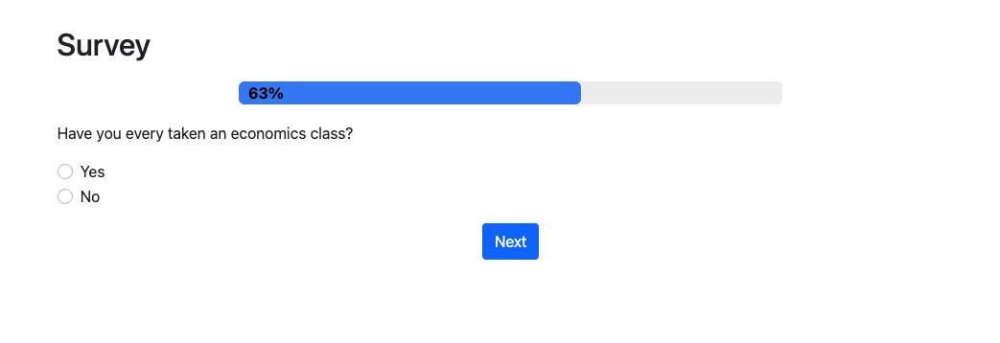 Survey
63%
Have you every taken an economics class?
Yes
No
Next